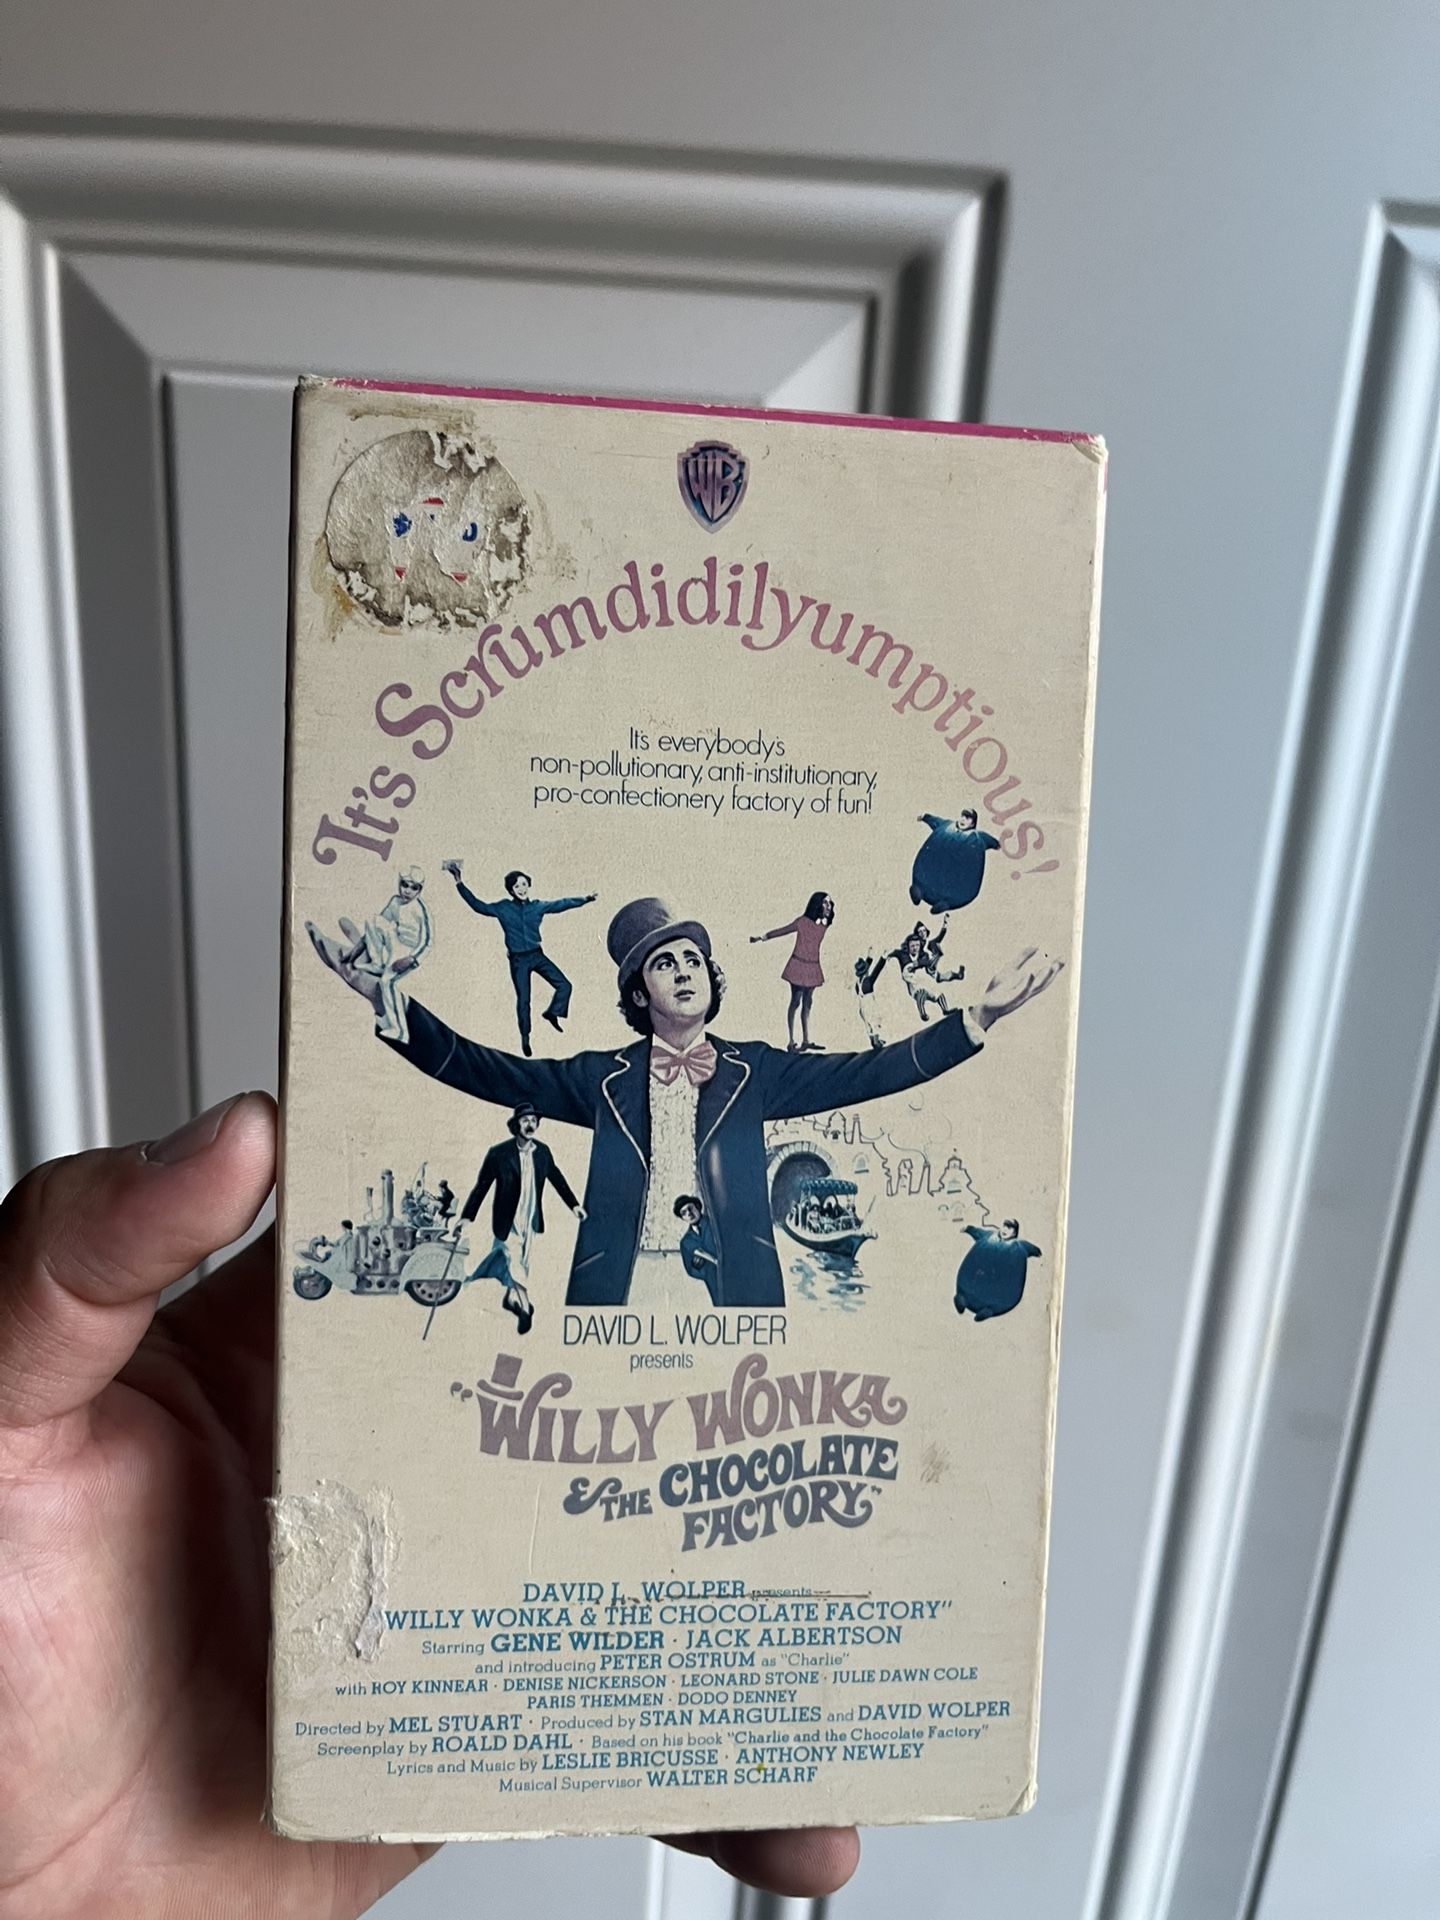 WB
It's Scrumdidilyumptious!
It's everybody's
non-pollutionary, anti-institutionary,
pro-confectionery factory of fun!
DAVID L. WOLPER
presents
"WILLY WONKA
& THE CHOCOLATE
FACTORY"
DAVID L. WOLPER presents
"WILLY WONKA & THE CHOCOLATE FACTORY"
Starring GENE WILDER · JACK ALBERTSON
and introducing PETER OSTRUM as "Charlie"
with ROY KINNEAR · DENISE NICKERSON · LEONARD STONE · JULIE DAWN COLE
PARIS THEMMEN · DODO DENNEY
Directed by MEL STUART · Produced by STAN MARGULIES and DAVID WOLPER
Screenplay by ROALD DAHL · Based on his book "Charlie and the Chocolate Factory"
Lyrics and Music by LESLIE BRICUSSE · ANTHONY NEWLEY
Musical Supervisor WALTER SCHARF